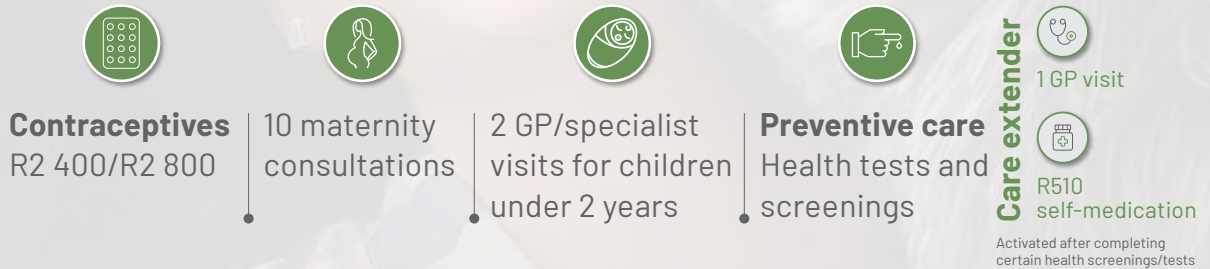 Contraceptives
R2 400/R2 800
10 maternity
consultations
2 GP/specialist
visits for children
under 2 years
Preventive care
Health tests and
screenings
Care extender
1 GP visit
R510
self-medication
Activated after completing
certain health screenings/tests